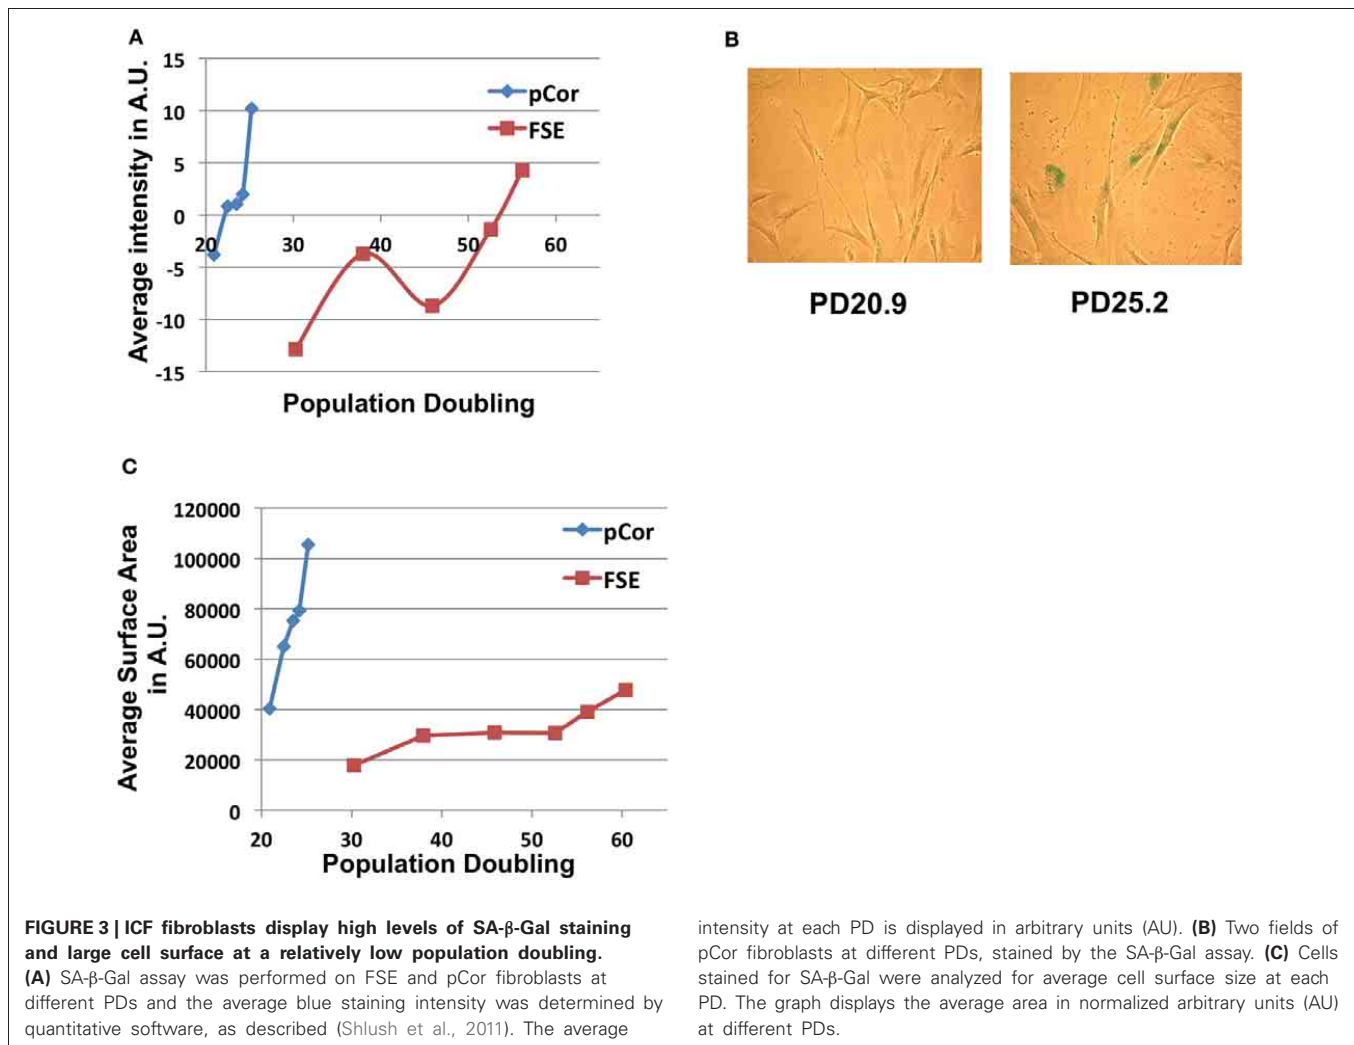 A
15
10
5
0
-5
-10
-15
20
30
40
50
60
pCor
FSE
Average intensity in A.U.
Population Doubling
B
PD20.9
PD25.2
C
120000
100000
80000
60000
40000
20000
0
20
30
40
50
60
pCor
FSE
Average Surface Area
in A.U.
Population Doubling
FIGURE 3 | ICF fibroblasts display high levels of SA-β-Gal staining
and large cell surface at a relatively low population doubling.
(A) SA-β-Gal assay was performed on FSE and pCor fibroblasts at
different PDs and the average blue staining intensity was determined by
quantitative software, as described (Shlush et al., 2011). The average
intensity at each PD is displayed in arbitrary units (AU). (B) Two fields of
pCor fibroblasts at different PDs, stained by the SA-β-Gal assay. (C) Cells
stained for SA-β-Gal were analyzed for average cell surface size at each
PD. The graph displays the average area in normalized arbitrary units (AU)
at different PDs.